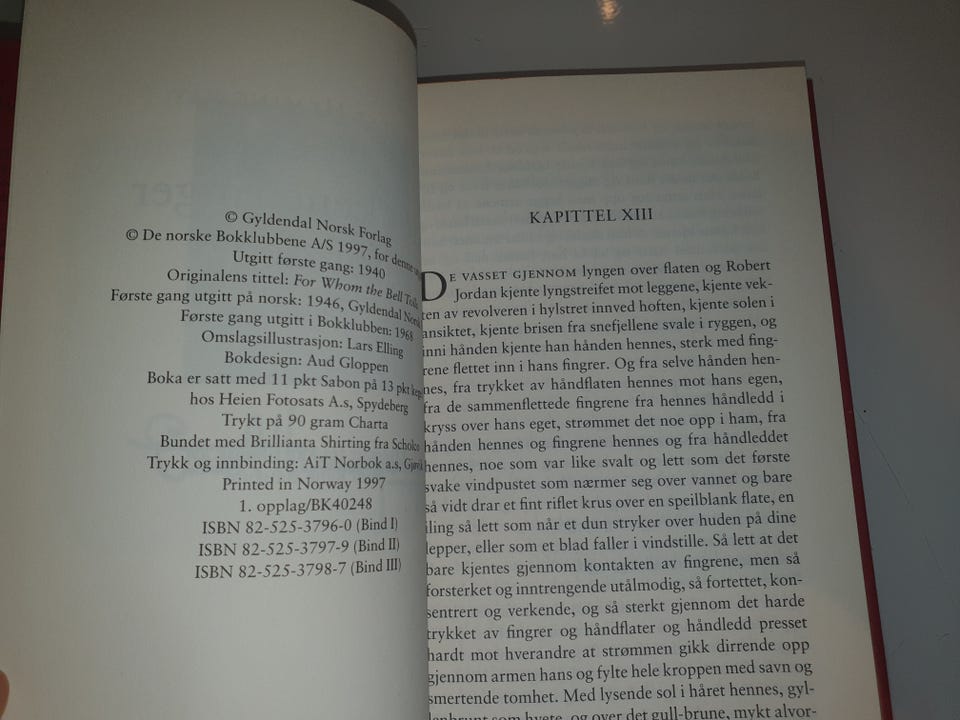 © Gyldendal Norsk Forlag
© De norske Bokklubbene A/S 1997, for denne
Utgitt første gang: 1940
Originalens tittel: For Whom the Bell Tolls
Første gang utgitt på norsk: 1946, Gyldendal Norsk
Første gang utgitt i Bokklubben: 1968
Omslagsillustrasjon: Lars Elling
Bokdesign: Aud Gloppen
Boka er satt med 11 pkt Sabon på 13 pkt
hos Heien Fotosats A.s, Spydeberg
Trykt på 90 gram Charta
Bundet med Brillianta Shirting fra
Trykk og innbinding: AiT Norbok a.s, Gjøvik
Printed in Norway 1997
1. opplag/BK40248
ISBN 82-525-3796-0 (Bind I)
ISBN 82-525-3797-9 (Bind II)
ISBN 82-525-3798-7 (Bind III)
KAPITTEL XIII
DE VASSET GJENNOM lyngen over flaten og Robert
Jordan kjente lyngstreifet mot leggene, kjente vek-
ten av revolveren i hylstret innved hoften, kjente solen i
ansiktet, kjente brisen fra snefjellene svale i ryggen, og
inni hånden kjente han hånden hennes, sterk med fing-
rene flettet inn i hans fingrer. Og fra selve hånden hen-
nes, fra trykket av håndflaten hennes mot hans egen,
fra de sammenflettede fingrene fra hennes håndledd i
kryss over hans eget, strømmet det noe opp i ham, fra
hånden hennes og fingrene hennes og fra håndleddet
hennes, noe som var like svalt og lett som det første
svake vindpustet som nærmer seg over vannet og bare
så vidt drar et fint riflet krus over en speilblank flate, en
iling så lett som når et dun stryker over huden på dine
lepper, eller som et blad faller i vindstille. Så lett at det
bare kjentes gjennom kontakten av fingrene, men så
forsterket og inntrengende utålmodig, så fortettet, kon-
sentrert og verkende, og så sterkt gjennom det harde
trykket av fingrer og håndflater og håndledd presset
hardt mot hverandre at strømmen gikk dirrende opp
gjennom armen hans og fylte hele kroppen med savn og
smertende tomhet. Med lysende sol i håret hennes, gyl-
lenbrunt som hvete, og over det gull-brune, mykt alvor-